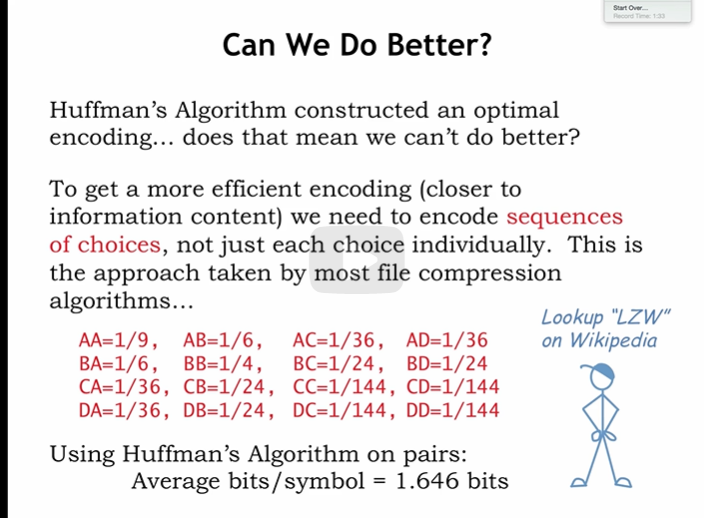 Start Over...
Record Time: 1:33
Can We Do Better?
Huffman's Algorithm constructed an optimal
encoding... does that mean we can't do better?
To get a more efficient encoding (closer to
information content) we need to encode sequences
of choices, not just each choice individually. This is
the approach taken by most file compression
algorithms...
Lookup "LZW"
on Wikipedia
AA=1/9, AB=1/6, AC=1/36, AD=1/36
BA=1/6, BB=1/4, BC=1/24, BD=1/24
CA=1/36, CB=1/24, CC=1/144, CD=1/144
DA=1/36, DB=1/24, DC=1/144, DD=1/144
Using Huffman's Algorithm on pairs:
Average bits/symbol = 1.646 bits